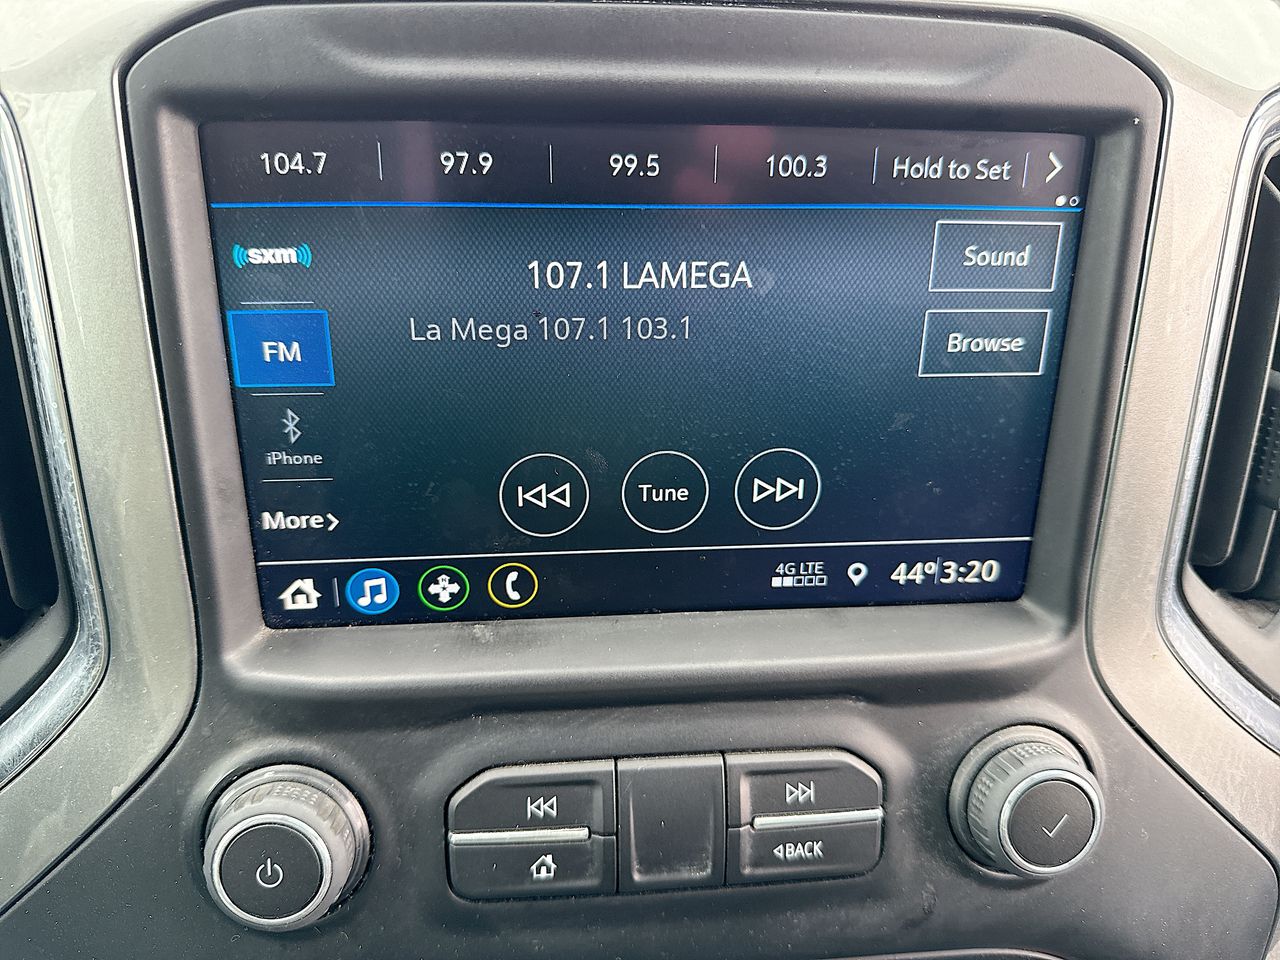 104.7 97.9 99.5 100.3 Hold to Set
sxm
Sound
107.1 LAMEGA
La Mega 107.1 103.1
FM
Browse
iPhone
Tune
More
4G LTE
44° 3:20
BACK